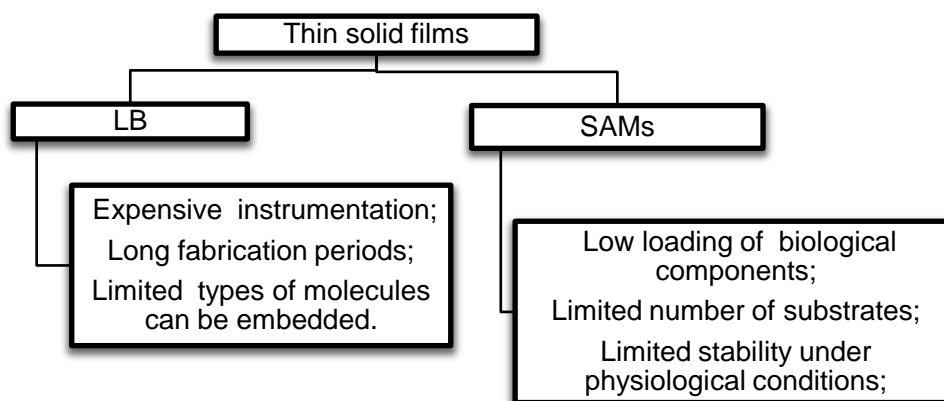 Thin solid films
LB
SAMs
Expensive instrumentation;
Long fabrication periods;
Limited types of molecules
can be embedded.
Low loading of biological
components;
Limited number of substrates;
Limited stability under
physiological conditions;